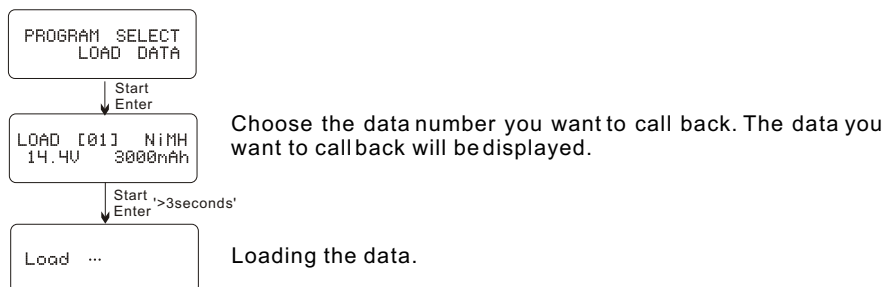 PROGRAM SELECT
LOAD DATA
Start
Enter
LOAD [01] NiMH
14.4V 3000mAh
Choose the data number you want to call back. The data you
want to call back will be displayed.
Start
Enter '>3seconds'
Load ...
Loading the data.